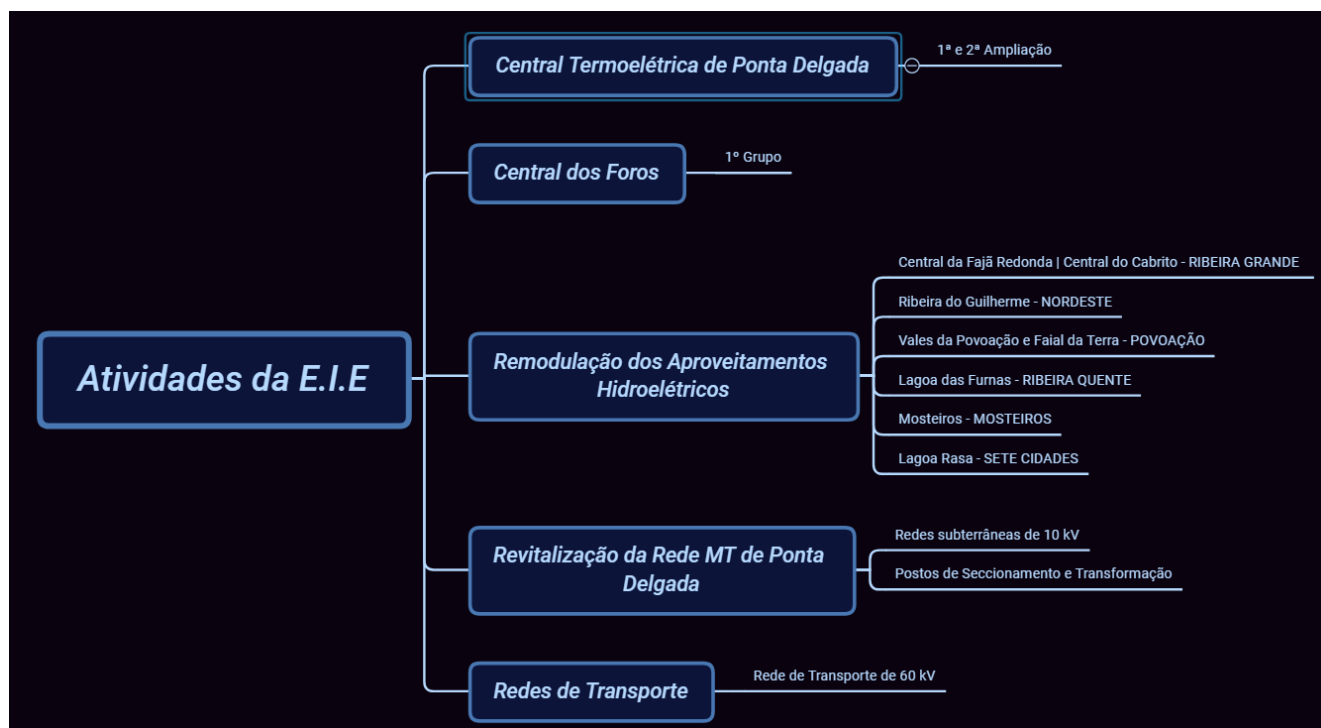 Atividades da E.I.E
Central Termoelétrica de Ponta Delgada
1ª e 2ª Ampliação
Central dos Foros
1º Grupo
Remodulação dos Aproveitamentos
Hidroelétricos
Central da Fajã Redonda | Central do Cabrito - RIBEIRA GRANDE
Ribeira do Guilherme - NORDESTE
Vales da Povoação e Faial da Terra - POVOAÇÃO
Lagoa das Furnas - RIBEIRA QUENTE
Mosteiros - MOSTEIROS
Lagoa Rasa - SETE CIDADES
Revitalização da Rede MT de Ponta
Delgada
Redes subterrâneas de 10 kV
Postos de Seccionamento e Transformação
Redes de Transporte
Rede de Transporte de 60 kV